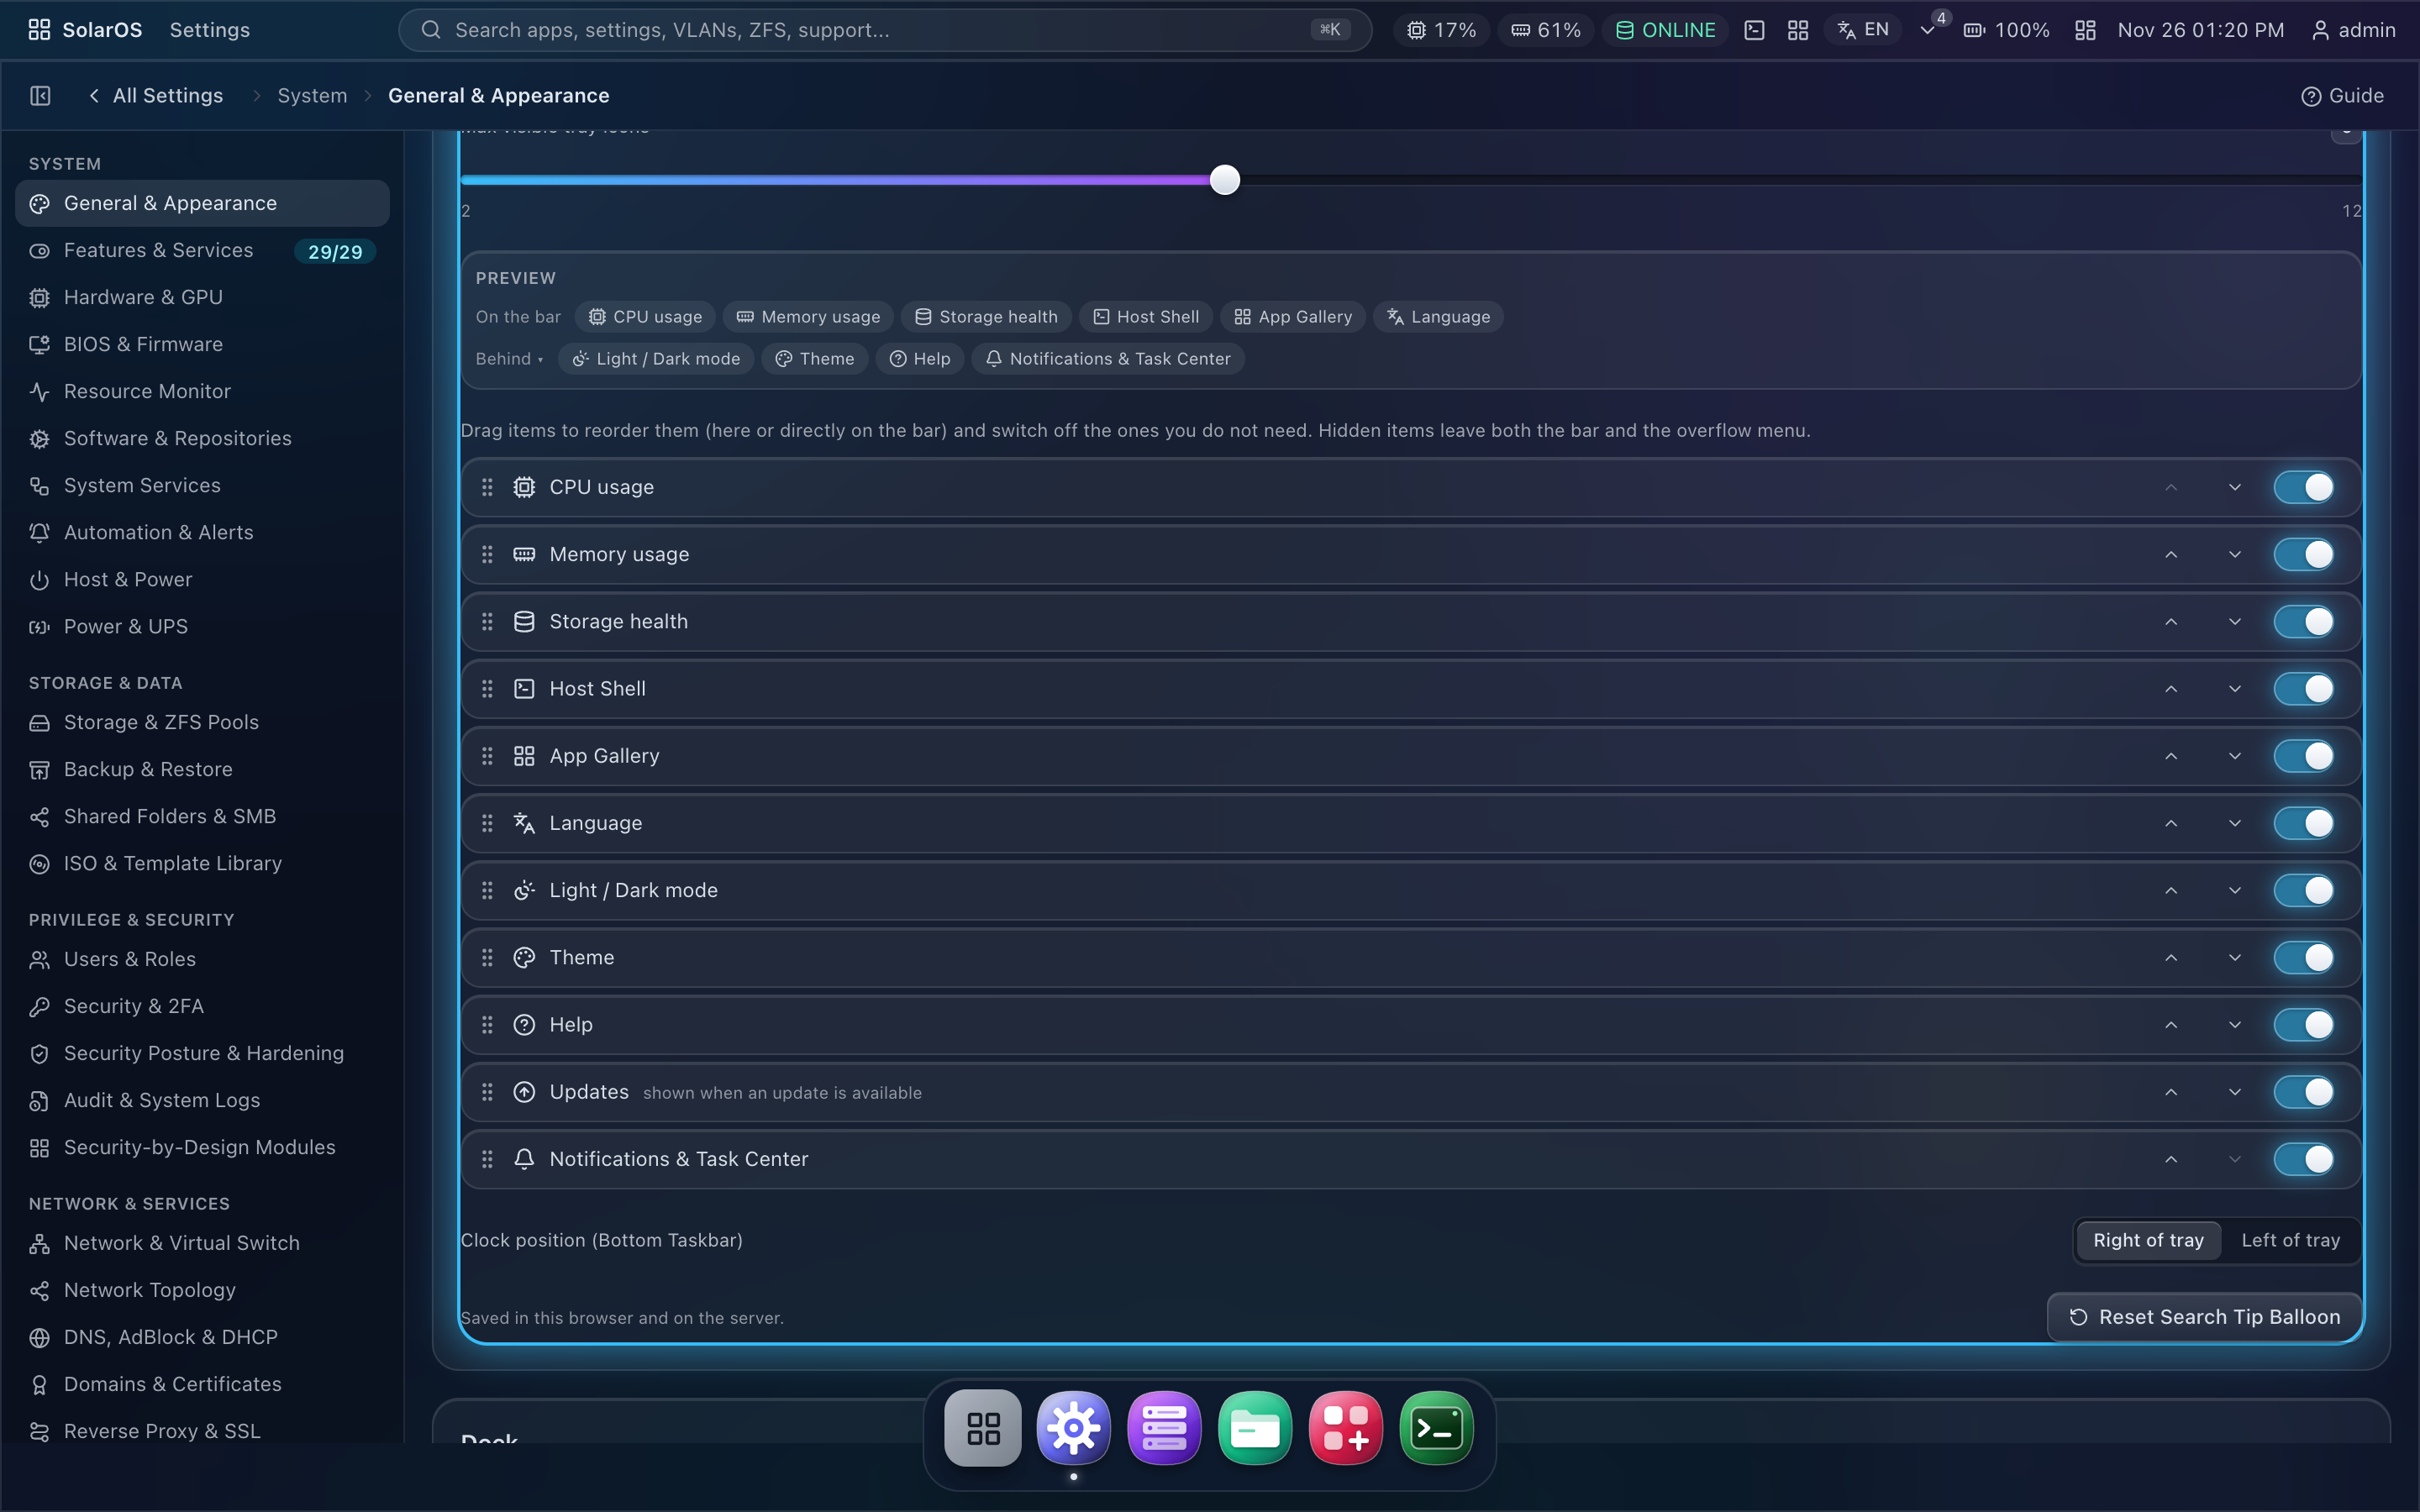 SolarOS Settings Search apps, settings, VLANs, ZFS, support... ⌘K 17% 61% ONLINE EN 4 100% Nov 26 01:20 PM admin
All Settings System General & Appearance Guide
SYSTEM
General & Appearance
Features & Services 29/29
Hardware & GPU
BIOS & Firmware
Resource Monitor
Software & Repositories
System Services
Automation & Alerts
Host & Power
Power & UPS
STORAGE & DATA
Storage & ZFS Pools
Backup & Restore
Shared Folders & SMB
ISO & Template Library
PRIVILEGE & SECURITY
Users & Roles
Security & 2FA
Security Posture & Hardening
Audit & System Logs
Security-by-Design Modules
NETWORK & SERVICES
Network & Virtual Switch
Network Topology
DNS, AdBlock & DHCP
Domains & Certificates
Reverse Proxy & SSL
Max visible tray icons
2 12
PREVIEW
On the bar CPU usage Memory usage Storage health Host Shell App Gallery Language
Behind Light / Dark mode Theme Help Notifications & Task Center
Drag items to reorder them (here or directly on the bar) and switch off the ones you do not need. Hidden items leave both the bar and the overflow menu.
CPU usage
Memory usage
Storage health
Host Shell
App Gallery
Language
Light / Dark mode
Theme
Help
Updates shown when an update is available
Notifications & Task Center
Clock position (Bottom Taskbar) Right of tray Left of tray
Saved in this browser and on the server. Reset Search Tip Balloon
Dock